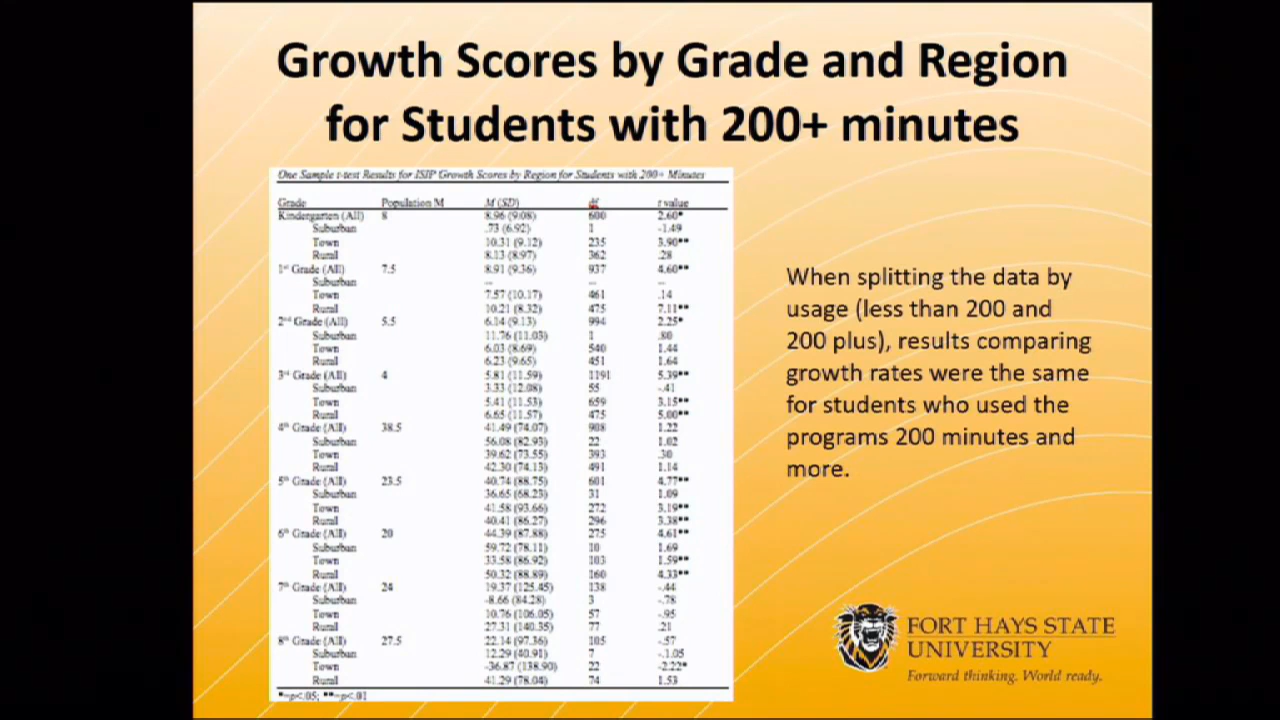 Growth Scores by Grade and Region
for Students with 200+ minutes
One Sample t-test Results for ISIP Growth Scores by Region for Students with 200+ Minutes
Grade Population M M (SD) df t value
Kindergarten (All) 8 8.96 (9.08) 600 2.60*
Suburban .73 (6.92) 1 -1.49
Town 10.31 (9.12) 235 3.90**
Rural 8.13 (8.97) 362 .28
1st Grade (All) 7.5 8.91 (9.36) 937 4.60**
Suburban -- -- --
Town 7.57 (10.17) 461 .14
Rural 10.21 (8.32) 475 7.11**
2nd Grade (All) 5.5 6.14 (9.13) 994 2.25*
Suburban 11.76 (11.03) 1 .80
Town 6.03 (8.69) 540 1.44
Rural 6.23 (9.65) 451 1.64
3rd Grade (All) 4 5.81 (11.59) 1191 5.39**
Suburban 3.33 (12.08) 55 -.41
Town 5.41 (11.53) 659 3.15**
Rural 6.65 (11.57) 475 5.00**
4th Grade (All) 38.5 41.49 (74.07) 908 1.22
Suburban 56.08 (82.93) 22 1.02
Town 39.62 (73.55) 393 .30
Rural 42.30 (74.13) 491 1.14
5th Grade (All) 23.5 40.74 (88.75) 601 4.77**
Suburban 36.65 (68.23) 31 1.09
Town 41.58 (93.66) 272 3.19**
Rural 40.41 (86.27) 296 3.38**
6th Grade (All) 20 44.39 (87.88) 275 4.61**
Suburban 59.72 (78.11) 10 1.69
Town 33.58 (86.92) 103 1.59**
Rural 50.32 (88.89) 160 4.33**
7th Grade (All) 24 19.37 (125.45) 138 -.44
Suburban -8.66 (84.28) 3 -.78
Town 10.76 (106.05) 57 -.95
Rural 27.31 (140.35) 77 .21
8th Grade (All) 27.5 22.14 (97.36) 105 -.57
Suburban 12.29 (40.91) 7 -.1.05
Town -36.87 (138.90) 22 -2.22*
Rural 41.29 (78.04) 74 1.53
*=p<.05; **=p<.01
When splitting the data by
usage (less than 200 and
200 plus), results comparing
growth rates were the same
for students who used the
programs 200 minutes and
more.
FORT HAYS STATE
UNIVERSITY
Forward thinking. World ready.